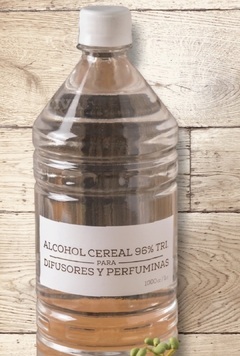 ALCOHOL CEREAL 96% TRI
PARA
DIFUSORES Y PERFUMINAS